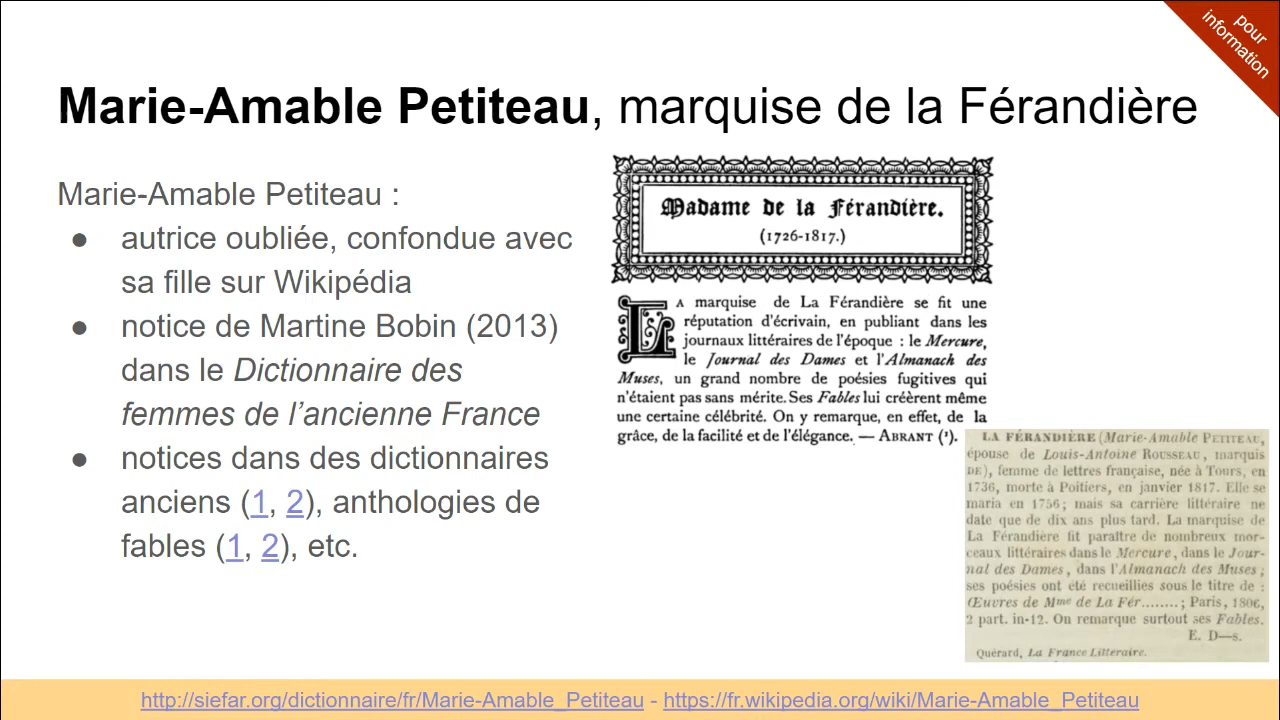 pour
information
Marie-Amable Petiteau, marquise de la Férandière
Marie-Amable Petiteau :
● autrice oubliée, confondue avec
sa fille sur Wikipédia
● notice de Martine Bobin (2013)
dans le Dictionnaire des
femmes de l’ancienne France
● notices dans des dictionnaires
anciens (1, 2), anthologies de
fables (1, 2), etc.
Madame de la Férandière.
(1726-1817.)
LA marquise de La Férandière se fit une
réputation d'écrivain, en publiant dans les
journaux littéraires de l'époque : le Mercure,
le Journal des Dames et l'Almanach des
Muses, un grand nombre de poésies fugitives qui
n'étaient pas sans mérite. Ses Fables lui créèrent même
une certaine célébrité. On y remarque, en effet, de la
grâce, de la facilité et de l'élégance. — ABRANT (¹).
LA FÉRANDIÈRE (Marie-Amable PETITEAU,
épouse de Louis-Antoine ROUSSEAU, marquis
DE), femme de lettres française, née à Tours, en
1736, morte à Poitiers, en janvier 1817. Elle se
maria en 1756; mais sa carrière littéraire ne
date que de dix ans plus tard. La marquise de
La Férandière fit paraître de nombreux mor-
ceaux littéraires dans le Mercure, dans le Jour-
nal des Dames, dans l'Almanach des Muses;
ses poésies ont été recueillies sous le titre de :
Œuvres de Mme de La Fér........; Paris, 1806,
2 part. in-12. On remarque surtout ses Fables.
E. D—s.
Quérard, La France Litteraire.
http://siefar.org/dictionnaire/fr/Marie-Amable_Petiteau - https://fr.wikipedia.org/wiki/Marie-Amable_Petiteau